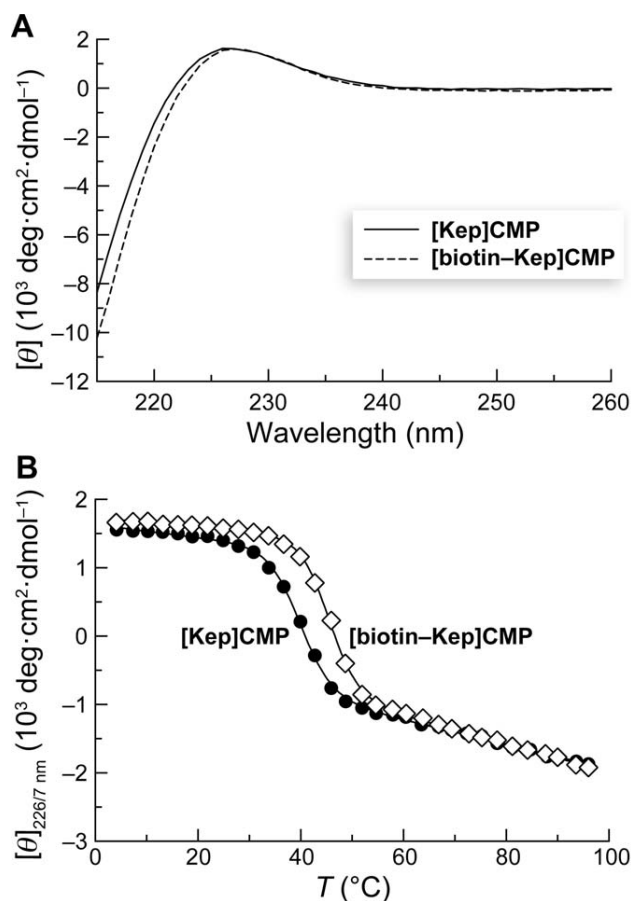 A
2
0
−2
−4
−6
−8
−10
−12
[θ] (10³ deg·cm²·dmol⁻¹)
[Kep]CMP
[biotin–Kep]CMP
220 230 240 250 260
Wavelength (nm)
B
2
1
0
−1
−2
−3
[θ]226/7 nm (10³ deg·cm²·dmol⁻¹)
[Kep]CMP [biotin–Kep]CMP
0 20 40 60 80 100
T (°C)